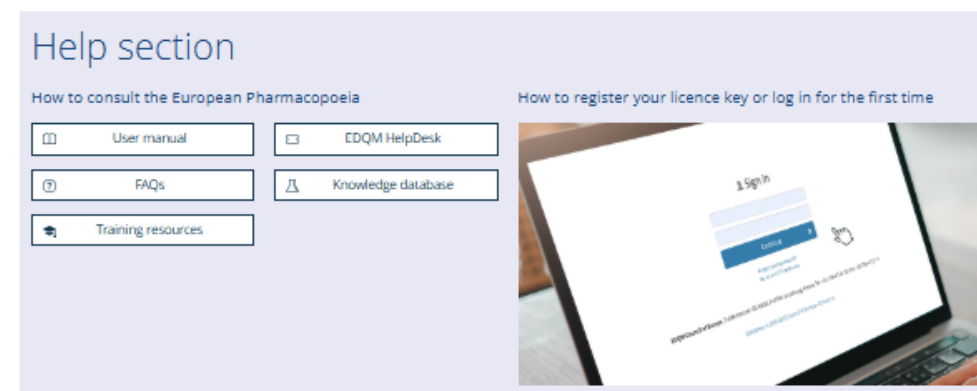 Help section
How to consult the European Pharmacopoeia
User manual
EDQM HelpDesk
FAQs
Knowledge database
Training resources
How to register your licence key or log in for the first time
Sign In
Continue